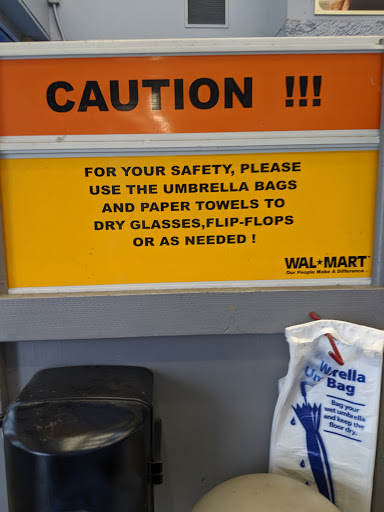 CAUTION !!!
FOR YOUR SAFETY, PLEASE
USE THE UMBRELLA BAGS
AND PAPER TOWELS TO
DRY GLASSES,FLIP-FLOPS
OR AS NEEDED !
WAL★MART
Our People Make A Difference.
Bag
Bag your
wet umbrella
and keep the
floor dry.